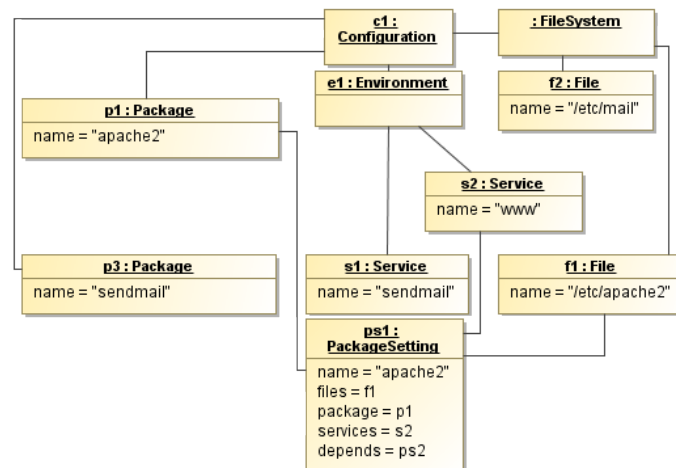 c1 :
Configuration
: FileSystem
e1 : Environment
f2 : File
name = "/etc/mail"
p1 : Package
name = "apache2"
s2 : Service
name = "www"
p3 : Package
name = "sendmail"
s1 : Service
name = "sendmail"
f1 : File
name = "/etc/apache2"
ps1 :
PackageSetting
name = "apache2"
files = f1
package = p1
services = s2
depends = ps2